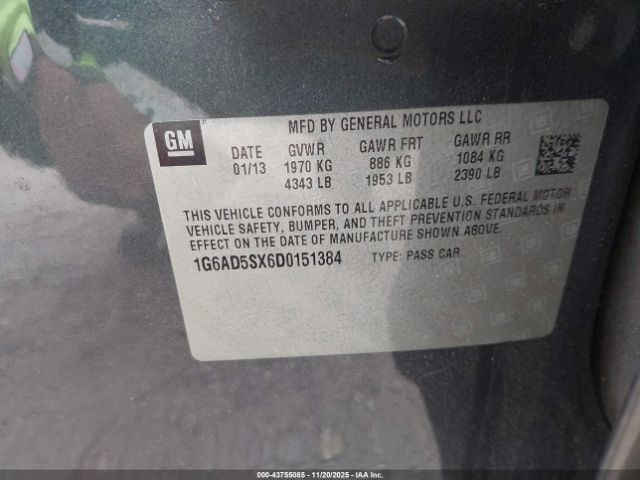 GM
MFD BY GENERAL MOTORS LLC
DATE GVWR GAWR FRT GAWR RR
01/13 1970 KG 886 KG 1084 KG
4343 LB 1953 LB 2390 LB
THIS VEHICLE CONFORMS TO ALL APPLICABLE U.S. FEDERAL MOTOR
VEHICLE SAFETY, BUMPER, AND THEFT PREVENTION STANDARDS IN
EFFECT ON THE DATE OF MANUFACTURE SHOWN ABOVE.
1G6AD5SX6D0151384 TYPE: PASS CAR
000-43755085 - 11/20/2025 - IAA Inc.